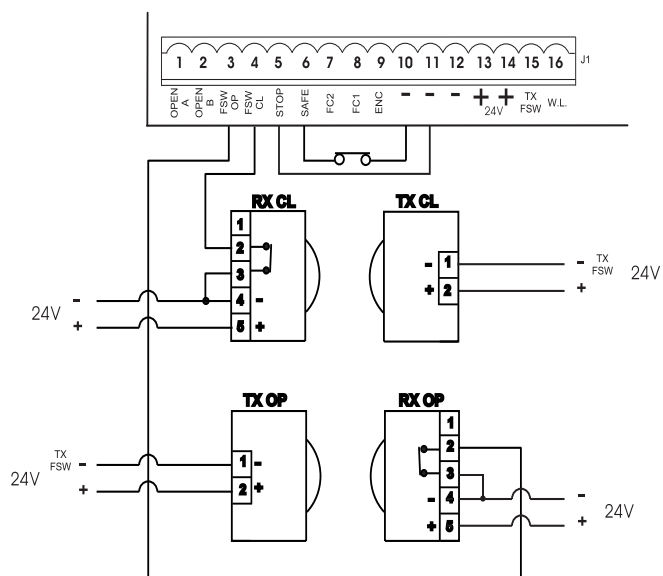 1 2 3 4 5 6 7 8 9 10 11 12 13 14 15 16 J1
OPEN A
OPEN B
FSW OP
FSW CL
STOP
SAFE
FC2
FC1
ENC
-
-
-
+ +
24V
TX FSW
W.L.
RX CL
1
2
3
4 -
5 +
24V
-
+
TX CL
- 1
+ 2
- TX FSW
+
24V
TX OP
1 -
2 +
24V
TX FSW -
+
RX OP
1
2
3
- 4
+ 5
-
+
24V